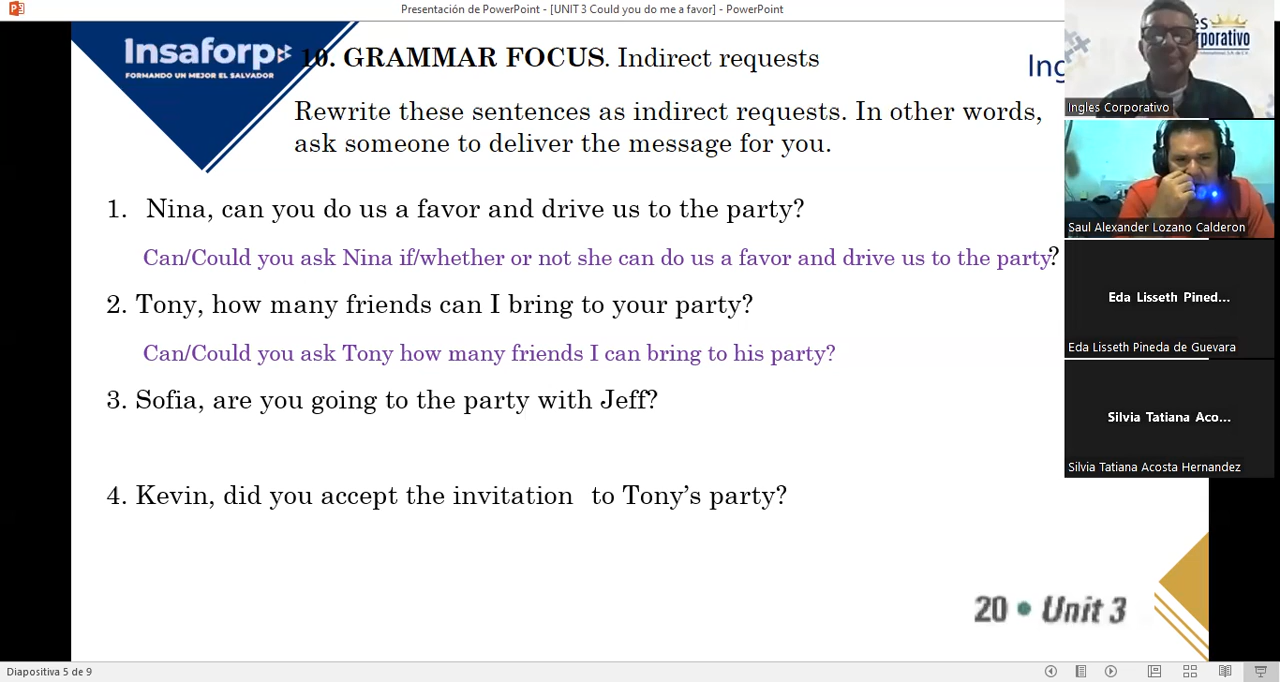 Presentación de PowerPoint - [UNIT 3 Could you do me a favor] - PowerPoint
Insaforp
FORMANDO UN MEJOR EL SALVADOR
10. GRAMMAR FOCUS. Indirect requests
Rewrite these sentences as indirect requests. In other words,
ask someone to deliver the message for you.
1. Nina, can you do us a favor and drive us to the party?
Can/Could you ask Nina if/whether or not she can do us a favor and drive us to the party?
2. Tony, how many friends can I bring to your party?
Can/Could you ask Tony how many friends I can bring to his party?
3. Sofia, are you going to the party with Jeff?
4. Kevin, did you accept the invitation to Tony's party?
20 • Unit 3
Ingles Corporativo
Saul Alexander Lozano Calderon
Eda Lisseth Pined...
Eda Lisseth Pineda de Guevara
Silvia Tatiana Aco...
Silvia Tatiana Acosta Hernandez
Diapositiva 5 de 9